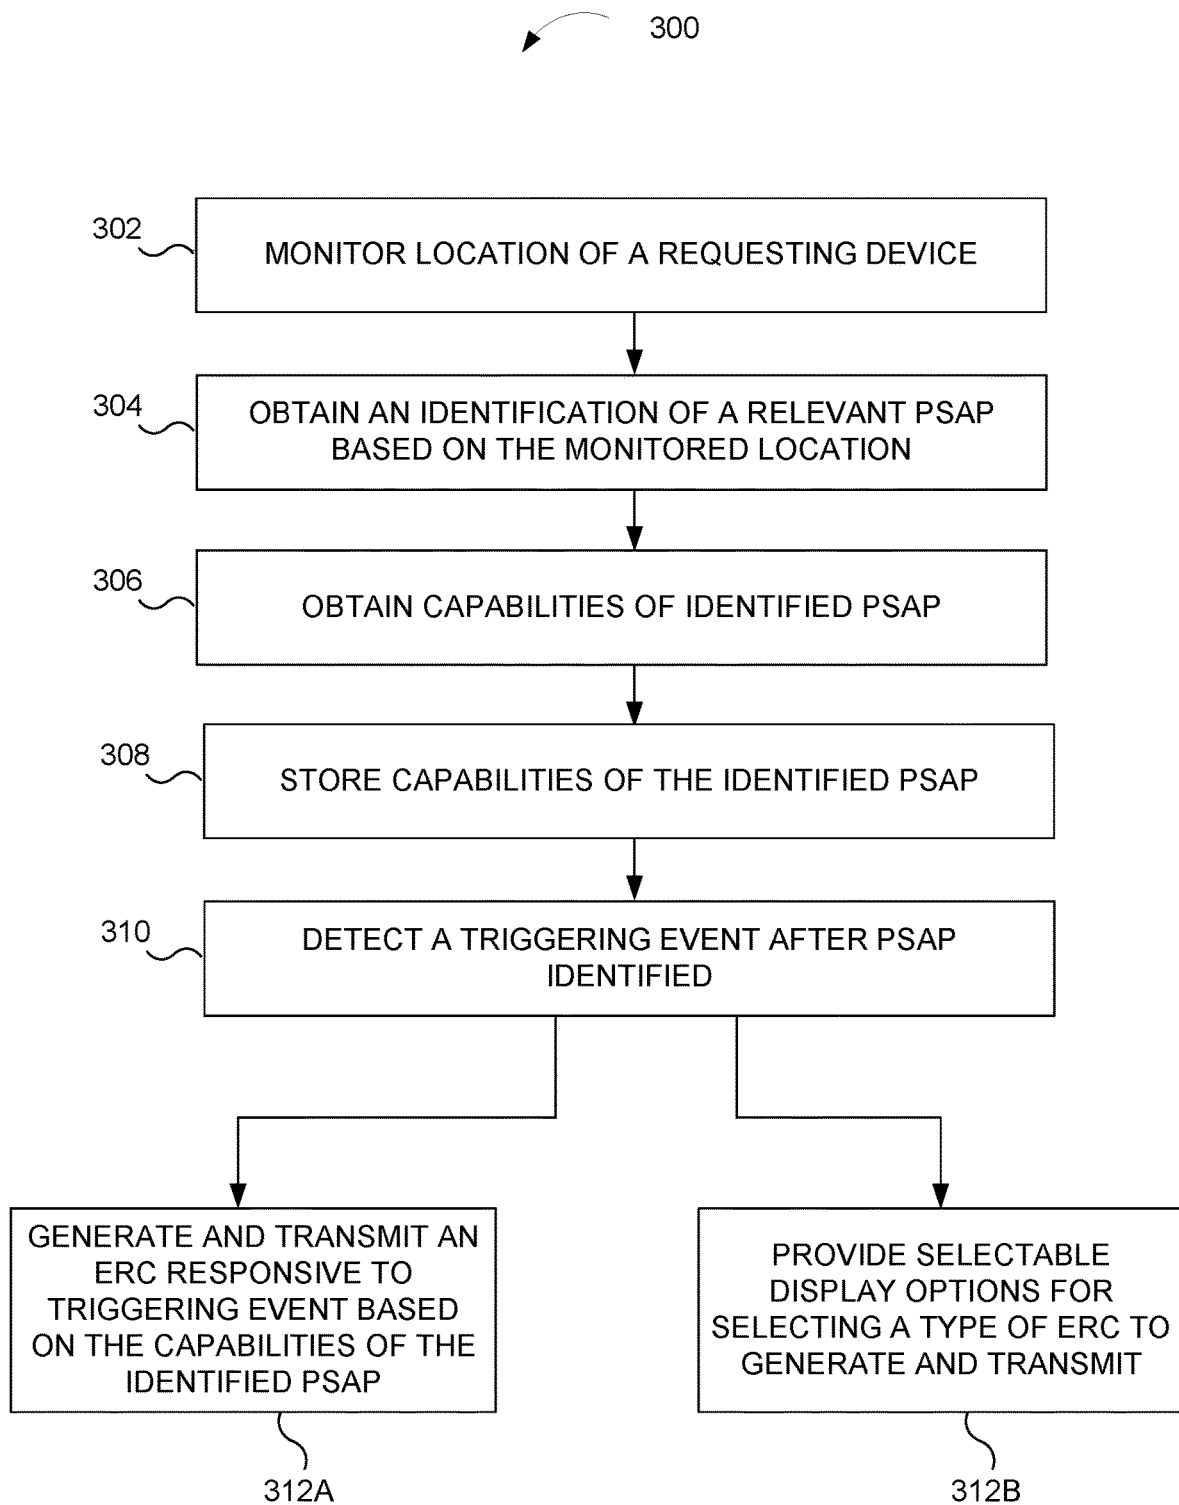 300
302
MONITOR LOCATION OF A REQUESTING DEVICE
304
OBTAIN AN IDENTIFICATION OF A RELEVANT PSAP
BASED ON THE MONITORED LOCATION
306
OBTAIN CAPABILITIES OF IDENTIFIED PSAP
308
STORE CAPABILITIES OF THE IDENTIFIED PSAP
310
DETECT A TRIGGERING EVENT AFTER PSAP
IDENTIFIED
GENERATE AND TRANSMIT AN
ERC RESPONSIVE TO
TRIGGERING EVENT BASED
ON THE CAPABILITIES OF THE
IDENTIFIED PSAP
312A
PROVIDE SELECTABLE
DISPLAY OPTIONS FOR
SELECTING A TYPE OF ERC TO
GENERATE AND TRANSMIT
312B